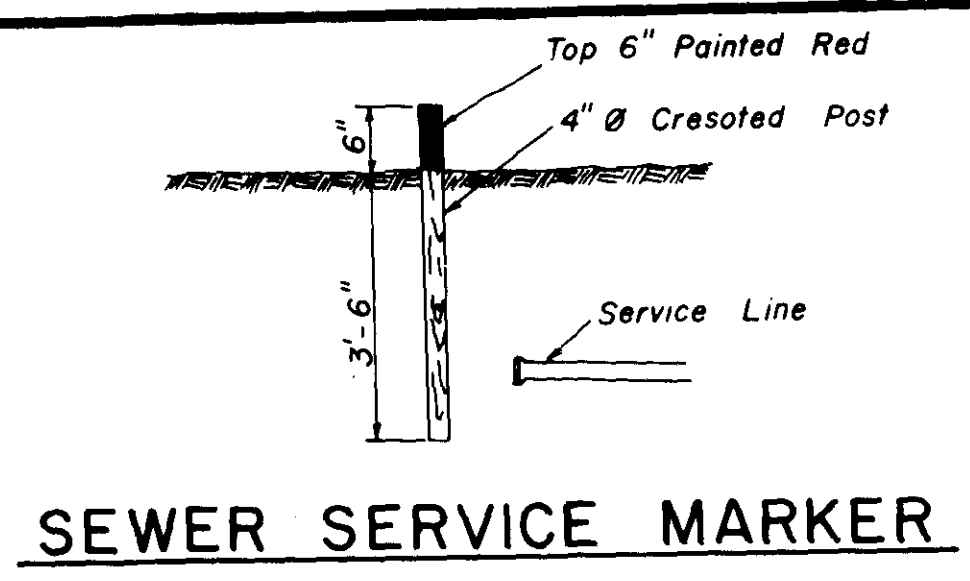 Top 6" Painted Red
6"
4" Ø Cresoted Post
3'-6"
Service Line
SEWER SERVICE MARKER